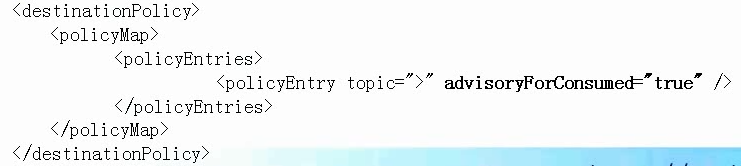 <destinationPolicy>
<policyMap>
<policyEntries>
<policyEntry topic=">" advisoryForConsumed="true" />
</policyEntries>
</policyMap>
</destinationPolicy>